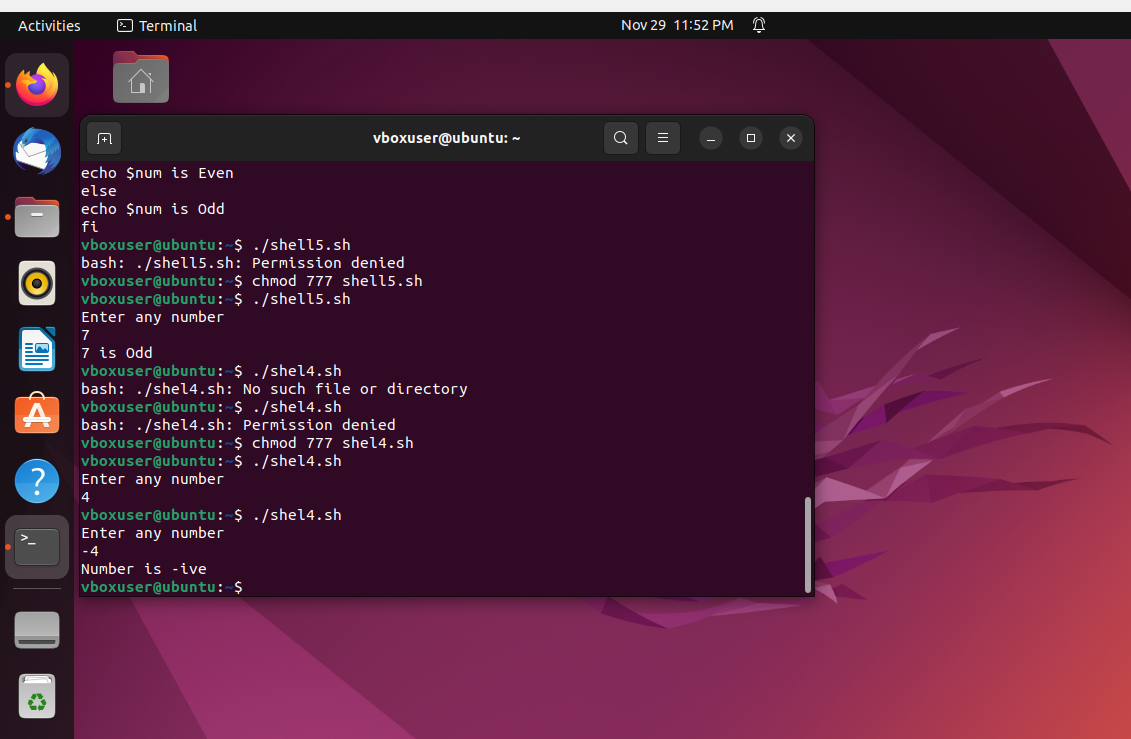 Activities
Terminal
Nov 29 11:52 PM
vboxuser@ubuntu: ~
echo $num is Even
else
echo $num is Odd
fi
vboxuser@ubuntu:~$ ./shell5.sh
bash: ./shell5.sh: Permission denied
vboxuser@ubuntu:~$ chmod 777 shell5.sh
vboxuser@ubuntu:~$ ./shell5.sh
Enter any number
7
7 is Odd
vboxuser@ubuntu:~$ ./shel4.sh
bash: ./shel4.sh: No such file or directory
vboxuser@ubuntu:~$ ./shel4.sh
bash: ./shel4.sh: Permission denied
vboxuser@ubuntu:~$ chmod 777 shel4.sh
vboxuser@ubuntu:~$ ./shel4.sh
Enter any number
4
vboxuser@ubuntu:~$ ./shel4.sh
Enter any number
-4
Number is -ive
vboxuser@ubuntu:~$